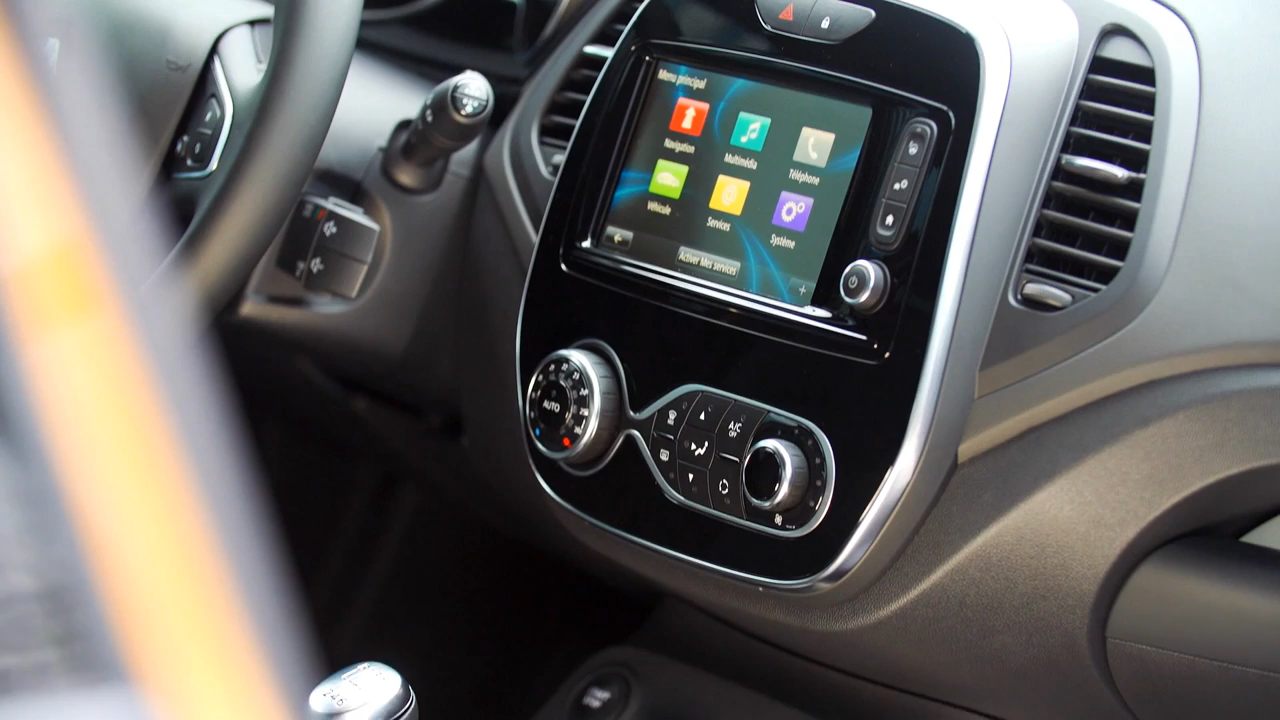 Menu principal
Navigation
Multimédia
Téléphone
Véhicule
Services
Système
Activer Mes services
AUTO
A/C
OFF